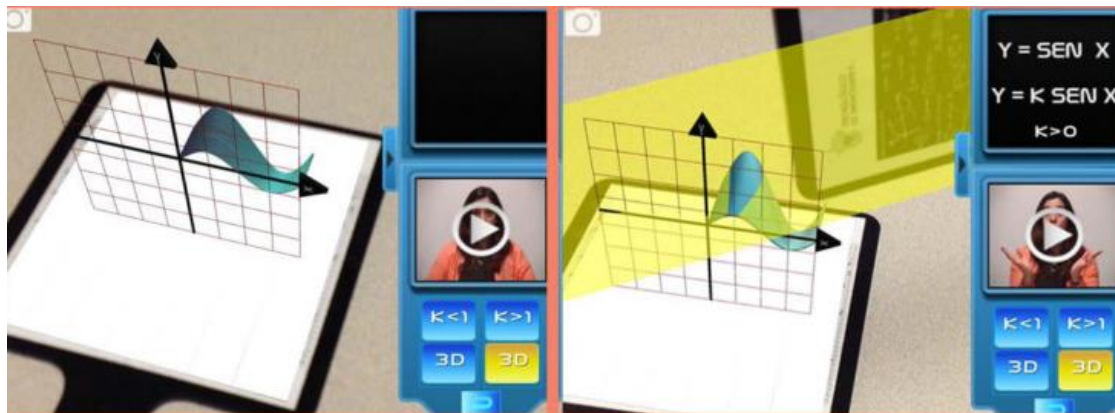 Y
X
K<1 K>1
3D 3D
Y = SEN X
Y = K SEN X
K>0
Y
X
K<1 K>1
3D 3D